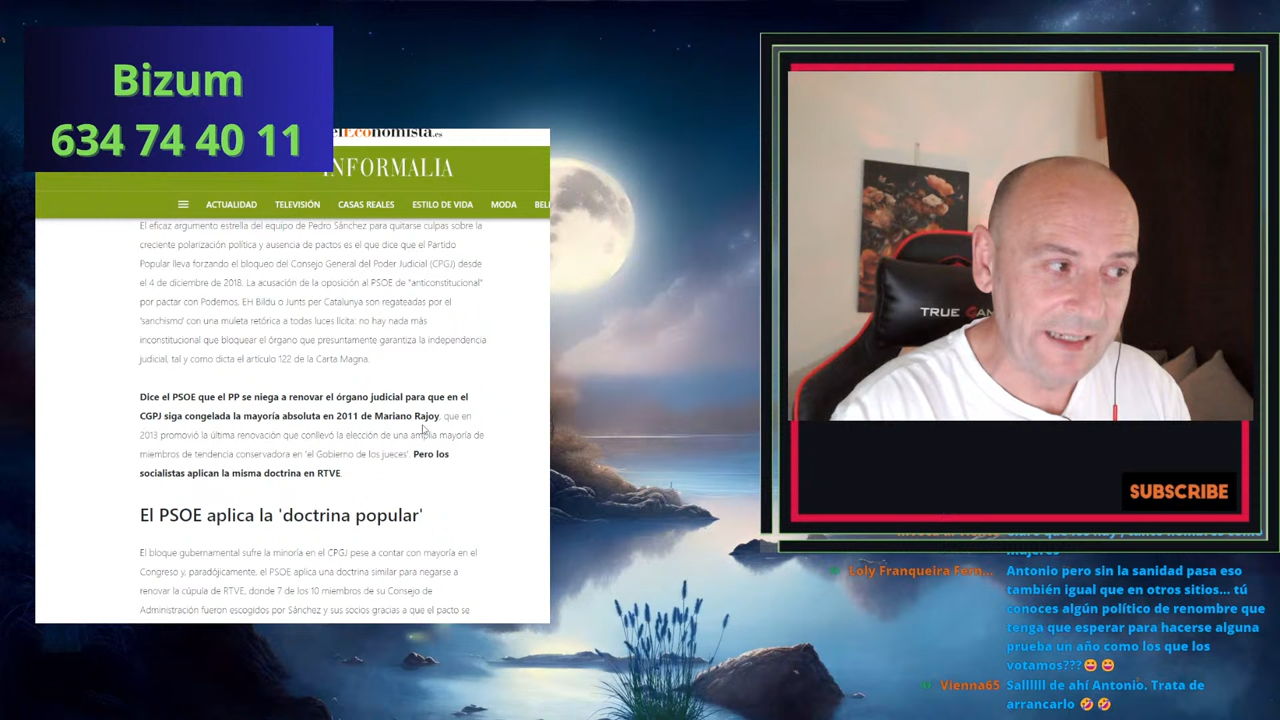 Bizum
634 74 40 11
elEconomista.es
INFORMALIA
ACTUALIDAD TELEVISIÓN CASAS REALES ESTILO DE VIDA MODA
El eficaz argumento estrella del equipo de Pedro Sánchez para quitarse culpas sobre la
creciente polarización política y ausencia de pactos es el que dice que el Partido
Popular lleva forzando el bloqueo del Consejo General del Poder Judicial (CPGJ) desde
el 4 de diciembre de 2018. La acusación de la oposición al PSOE de "anticonstitucional"
por pactar con Podemos, EH Bildu o Junts per Catalunya son regateadas por el
'sanchismo' con una muleta retórica a todas luces lícita: no hay nada más
inconstitucional que bloquear el órgano que presuntamente garantiza la independencia
judicial, tal y como dicta el artículo 122 de la Carta Magna.
Dice el PSOE que el PP se niega a renovar el órgano judicial para que en el
CGPJ siga congelada la mayoría absoluta en 2011 de Mariano Rajoy, que en
2013 promovió la última renovación que conllevó la elección de una amplia mayoría de
miembros de tendencia conservadora en 'el Gobierno de los jueces'. Pero los
socialistas aplican la misma doctrina en RTVE.
El PSOE aplica la 'doctrina popular'
El bloque gubernamental sufre la minoría en el CPGJ pese a contar con mayoría en el
Congreso y, paradójicamente, el PSOE aplica una doctrina similar para negarse a
renovar la cúpula de RTVE, donde 7 de los 10 miembros de su Consejo de
Administración fueron escogidos por Sánchez y sus socios gracias a que el pacto se
TRUE
SUBSCRIBE
mujeres
Loly Franqueira Fern... Antonio pero sin la sanidad pasa eso
también igual que en otros sitios... tú
conoces algún político de renombre que
tenga que esperar para hacerse alguna
prueba un año como los que los
votamos???😄😄
Vienna65 Salllll de ahí Antonio. Trata de
arrancarlo 🤣🤣